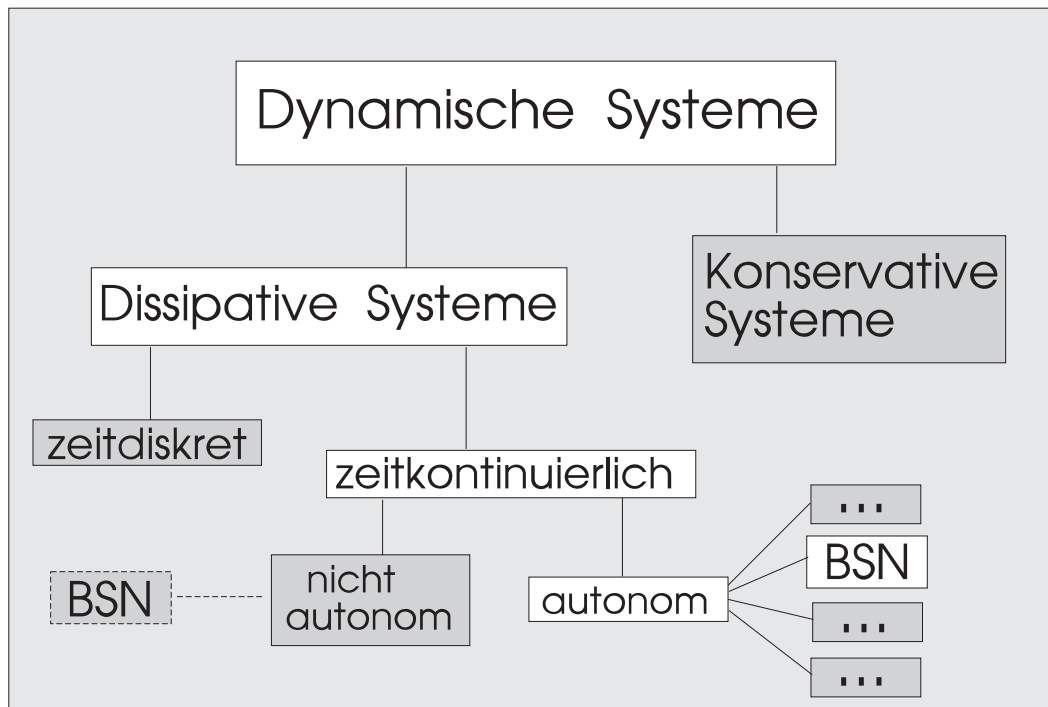 Dynamische Systeme
Konservative
Systeme
Dissipative Systeme
zeitdiskret
zeitkontinuierlich
...
BSN
nicht
autonom
autonom
BSN
...
...